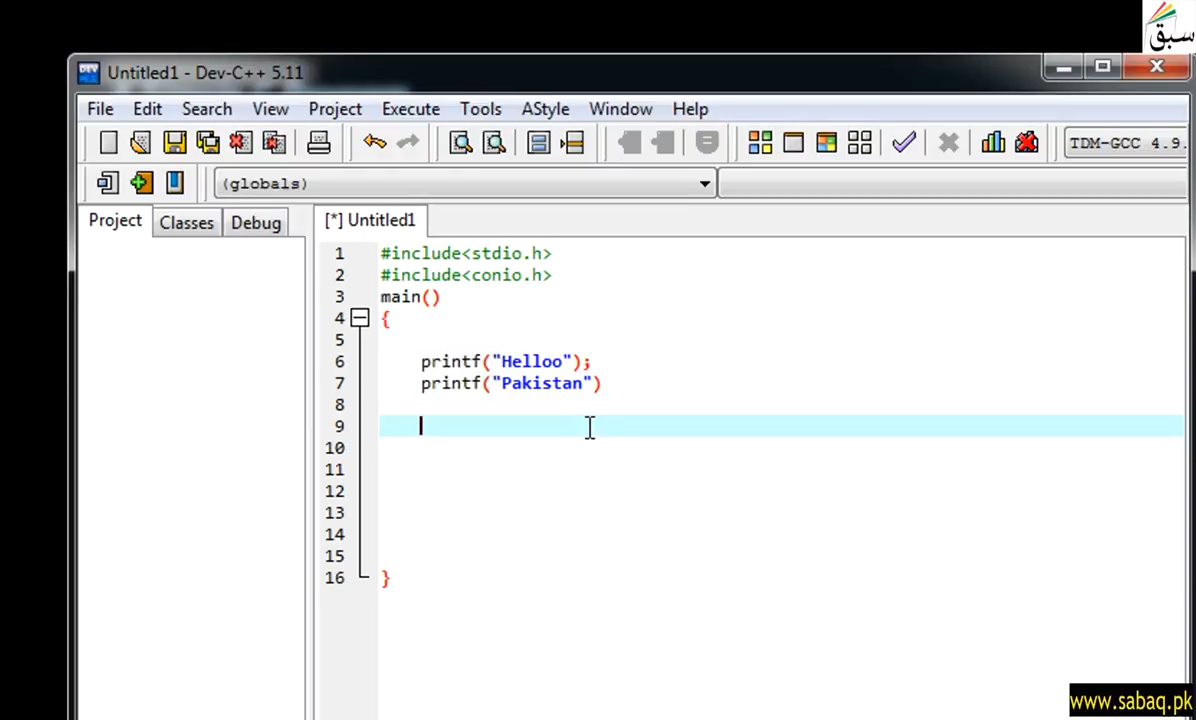 سبق
Untitled1 - Dev-C++ 5.11
File Edit Search View Project Execute Tools AStyle Window Help
TDM-GCC 4.9.
(globals)
Project Classes Debug [*] Untitled1
1 #include<stdio.h>
2 #include<conio.h>
3 main()
4 {
5
6 printf("Helloo");
7 printf("Pakistan")
8
9
10
11
12
13
14
15
16 }
www.sabaq.pk